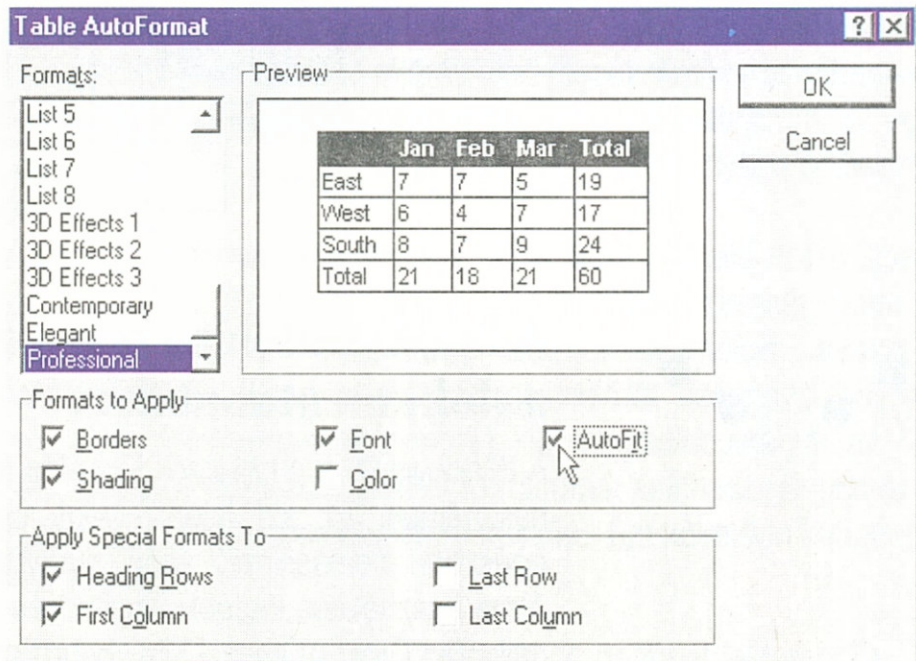 Table AutoFormat
Formats:
List 5
List 6
List 7
List 8
3D Effects 1
3D Effects 2
3D Effects 3
Contemporary
Elegant
Professional
Preview
Jan Feb Mar Total
East 7 7 5 19
West 6 4 7 17
South 8 7 9 24
Total 21 18 21 60
OK
Cancel
Formats to Apply
Borders Font AutoFit
Shading Color
Apply Special Formats To
Heading Rows Last Row
First Column Last Column